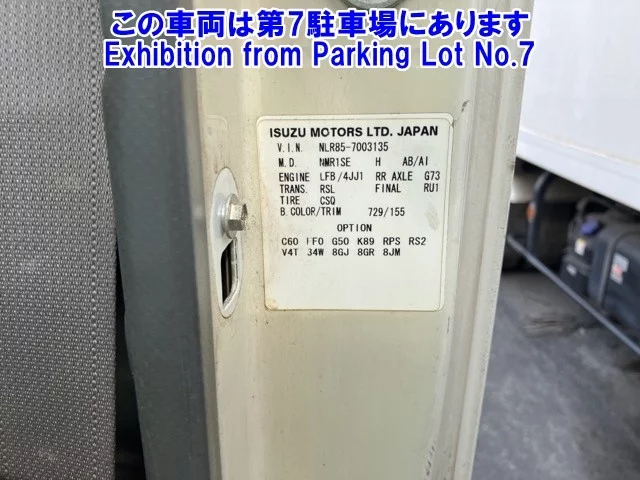 この車両は第7駐車場にあります
Exhibition from Parking Lot No.7
ISUZU MOTORS LTD. JAPAN
V.I.N. NLR85-7003135
M.D. NMR1SE H AB/AI
ENGINE LFB/4JJ1 RR AXLE G73
TRANS. RSL FINAL RU1
TIRE CSQ
B.COLOR/TRIM 729/155
OPTION
C60 FF0 G50 K89 RPS RS2
V4T 34W 8GJ 8GR 8JM